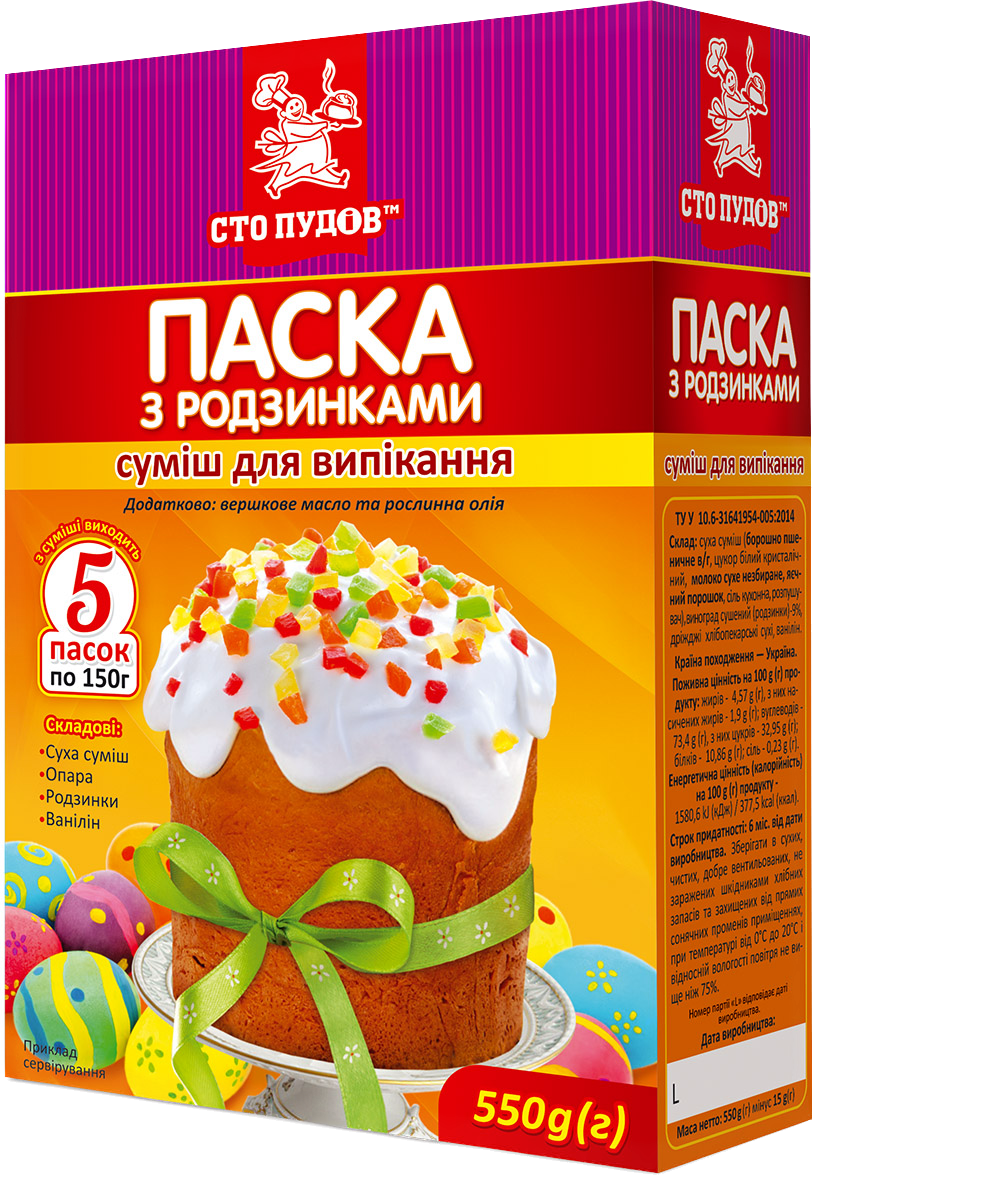 СТО ПУДОВ™
ПАСКА
З РОДЗИНКАМИ
суміш для випікання
Додатково: вершкове масло та рослинна олія
з суміші виходить
5
пасок
по 150г
Складові:
•Суха суміш
•Опара
•Родзинки
•Ванілін
Приклад
сервірування
550g(г)
СТО ПУДОВ™
ПАСКА
З РОДЗИНКАМИ
суміш для випікання
ТУ У 10.6-31641954-005:2014
Склад: суха суміш (борошно пше-
ничне в/г, цукор білий кристаліч-
ний, молоко сухе незбиране, яєч-
ний порошок, сіль кухонна, розпушу-
вач),виноград сушений (родзинки)-9%,
дріжджі хлібопекарські сухі, ванілін.
Країна походження — Україна.
Поживна цінність на 100 g (г) про-
дукту: жирів - 4,57 g (г), з них на-
сичених жирів - 1,9 g (г); вуглеводів -
73,4 g (г), з них цукрів - 32,95 g (г);
білків - 10,86 g (г); сіль - 0,23 g (г).
Енергетична цінність (калорійність)
на 100 g (г) продукту -
1580,6 kJ (кДж) / 377,5 kcal (ккал).
Строк придатності: 6 міс. від дати
виробництва. Зберігати в сухих,
чистих, добре вентильованих, не
заражених шкідниками хлібних
запасів та захищених від прямих
сонячних променів приміщеннях,
при температурі від 0°С до 20°С і
відносній вологості повітря не ви-
ще ніж 75%.
Номер партії «L» відповідає даті
виробництва.
Дата виробництва:
L
Маса нетто: 550 g (г) мінус 15 g(г)